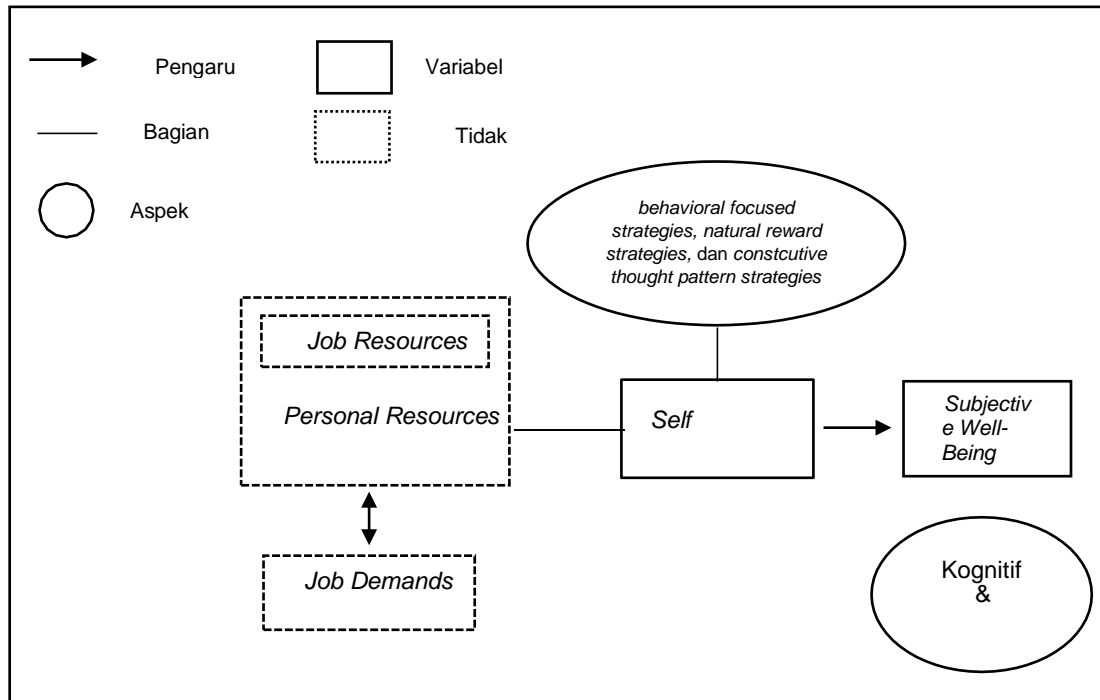 Pengaru
Variabel
Bagian
Tidak
Aspek
behavioral focused
strategies, natural reward
strategies, dan constcutive
thought pattern strategies
Job Resources
Personal Resources
Self
Subjectiv
e Well-
Being
Job Demands
Kognitif
&